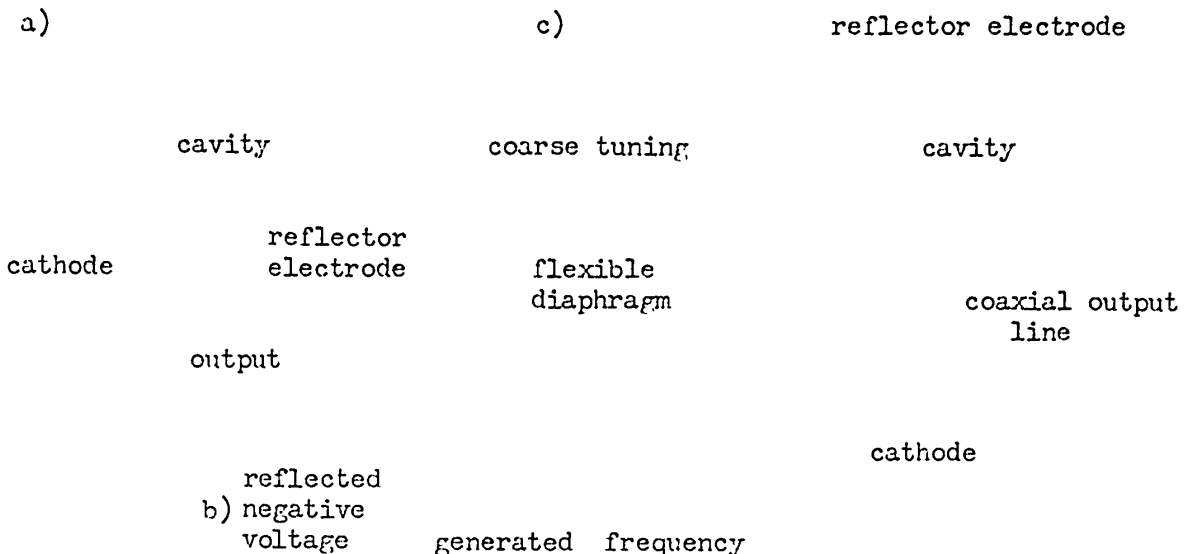 a)
c)
reflector electrode
cavity
coarse tuning
cavity
cathode
reflector
electrode
flexible
diaphragm
coaxial output
line
output
cathode
reflected
b) negative
voltage
generated frequency